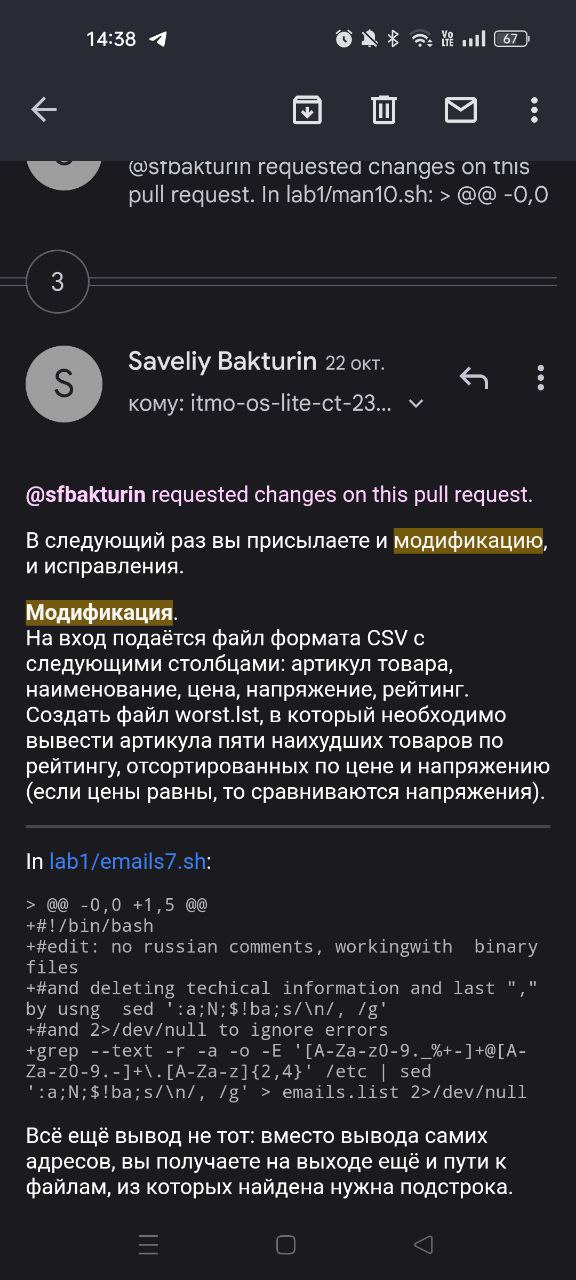 14:38
Vo LTE
67
@sfbakturin requested changes on this
pull request. In lab1/man10.sh: > @@ -0,0
3
S
Saveliy Bakturin 22 окт.
кому: itmo-os-lite-ct-23...
@sfbakturin requested changes on this pull request.
В следующий раз вы присылаете и модификацию,
и исправления.
Модификация.
На вход подаётся файл формата CSV с
следующими столбцами: артикул товара,
наименование, цена, напряжение, рейтинг.
Создать файл worst.lst, в который необходимо
вывести артикула пяти наихудших товаров по
рейтингу, отсортированных по цене и напряжению
(если цены равны, то сравниваются напряжения).
In lab1/emails7.sh:
> @@ -0,0 +1,5 @@
+#!/bin/bash
+#edit: no russian comments, workingwith  binary
files
+#and deleting techical information and last ","
by usng  sed ':a;N;$!ba;s/\n/, /g'
+#and 2>/dev/null to ignore errors
+grep --text -r -a -o -E '[A-Za-z0-9._%+-]+@[A-
Za-z0-9.-]+\.[A-Za-z]{2,4}' /etc | sed
':a;N;$!ba;s/\n/, /g' > emails.list 2>/dev/null
Всё ещё вывод не тот: вместо вывода самих
адресов, вы получаете на выходе ещё и пути к
файлам, из которых найдена нужна подстрока.